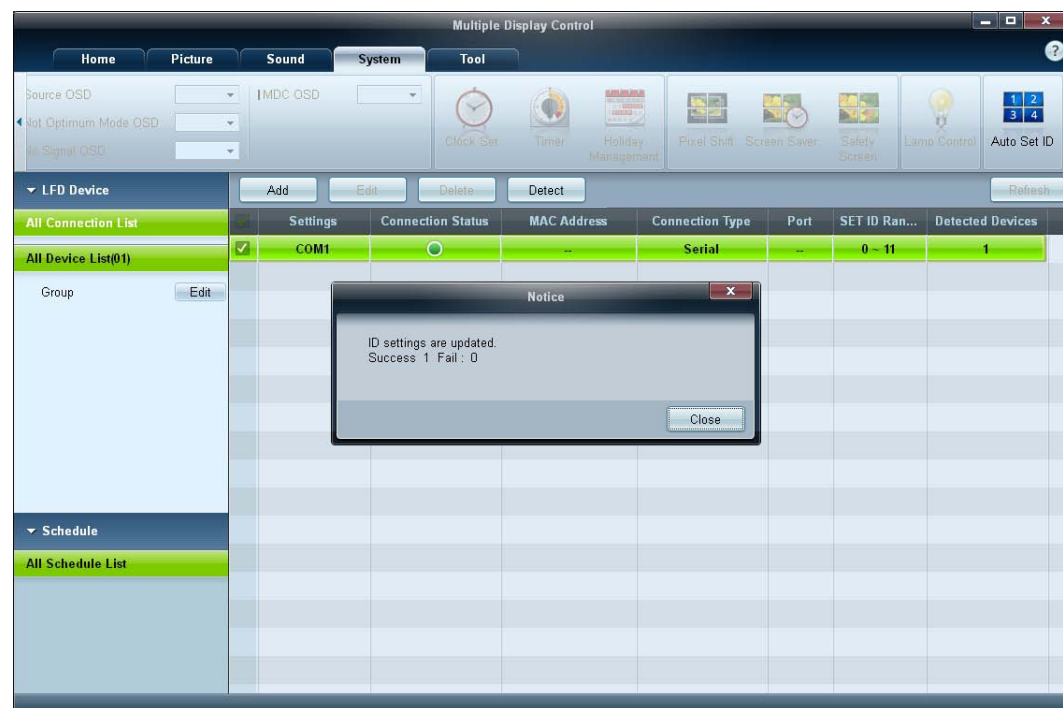 Multiple Display Control
Home Picture Sound System Tool
Source OSD
MDC OSD
Not Optimum Mode OSD
No Signal OSD
Clock Set
Timer
Holiday
Management
Pixel Shift
Screen Saver
Safety
Screen
Lamp Control
1 2
3 4
Auto Set ID
LFD Device
Add Edit Delete Detect Refresh
All Connection List
Settings Connection Status MAC Address Connection Type Port SET ID Ran... Detected Devices
COM1 -- Serial -- 0 ~ 11 1
All Device List(01)
Group Edit
Notice
ID settings are updated.
Success 1 Fail : 0
Close
Schedule
All Schedule List